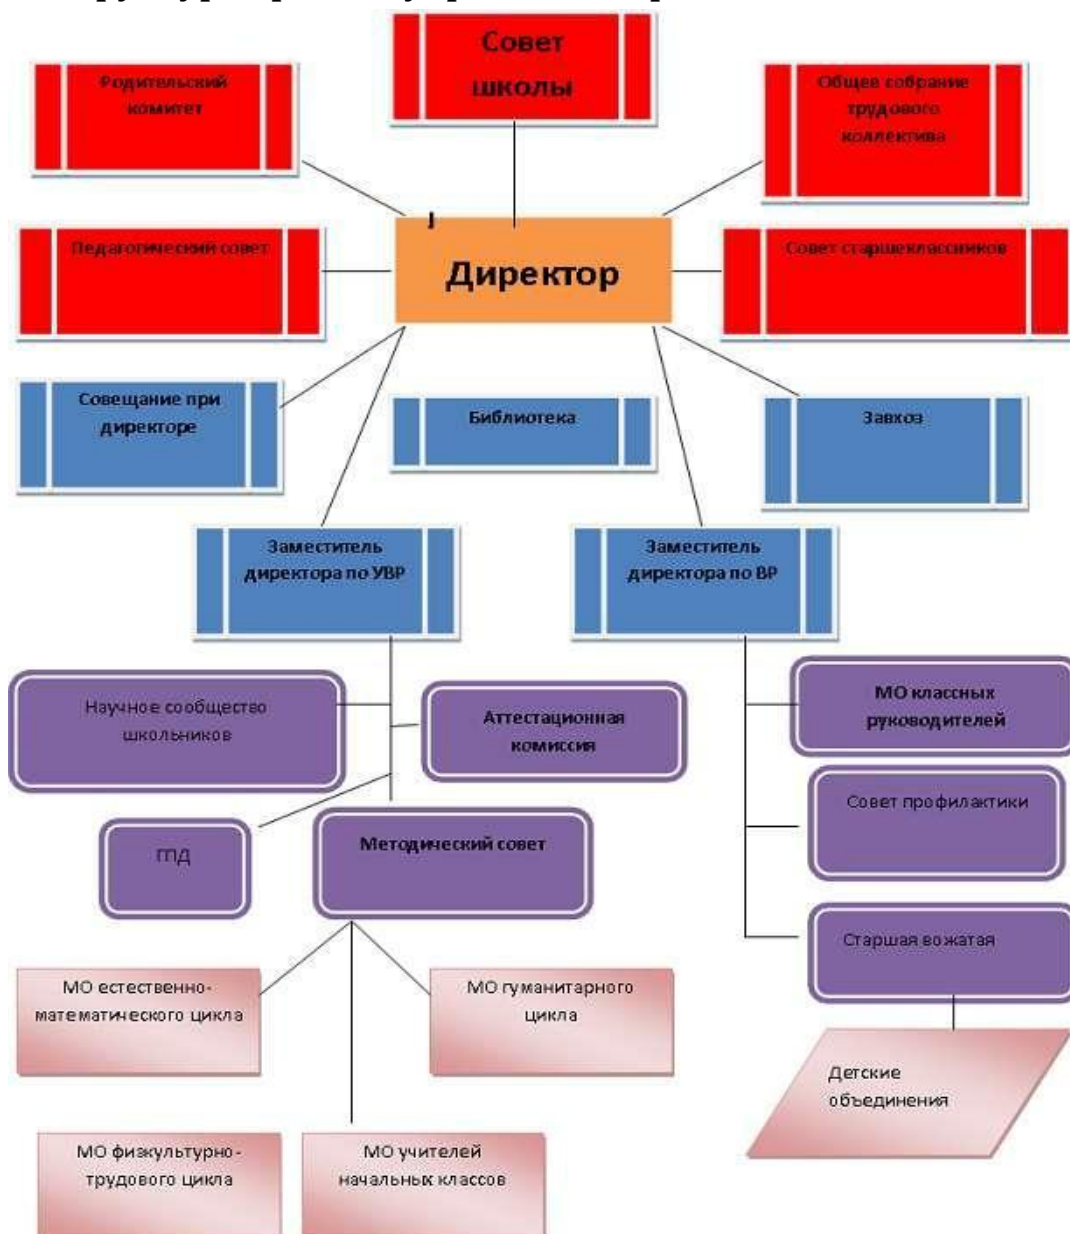 Совет
школы
Родительский
комитет
Общее собрание
трудового
коллектива
Педагогический совет
Директор
Совет старшеклассников
Совещание при
директоре
Библиотека
Завхоз
Заместитель
директора по УВР
Заместитель
директора по ВР
Научное сообщество
школьников
Аттестационная
комиссия
МО классных
руководителей
Совет профилактики
ГПД
Методический совет
Старшая вожатая
МО естественно-
математического цикла
МО гуманитарного
цикла
Детские
объединения
МО физкультурно-
трудового цикла
МО учителей
начальных классов